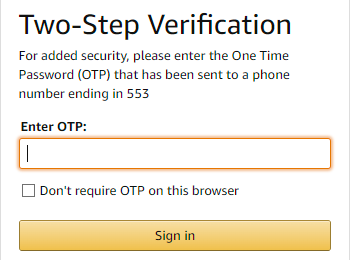 Two-Step Verification
For added security, please enter the One Time
Password (OTP) that has been sent to a phone
number ending in 553
Enter OTP:
Don't require OTP on this browser
Sign in